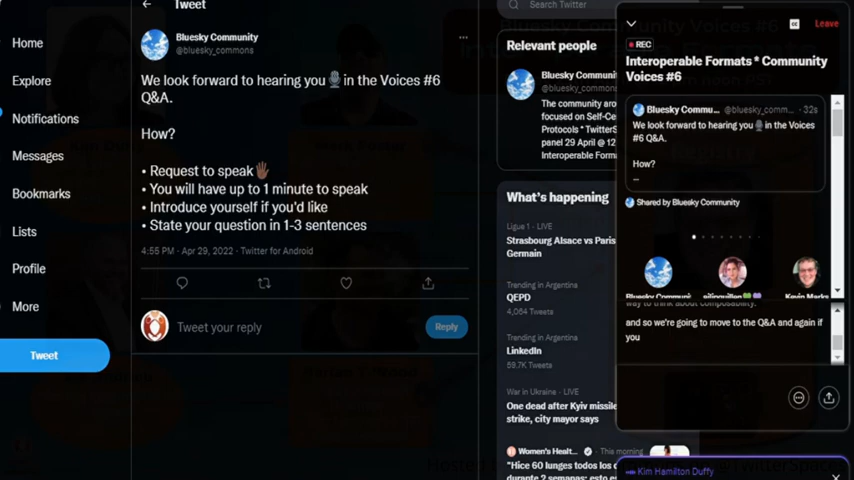 Home
Explore
Notifications
Messages
Bookmarks
Lists
Profile
More
Tweet
Tweet
Bluesky Community
@bluesky_commons
We look forward to hearing you🎙️in the Voices #6
Q&A.
How?
• Request to speak🖐🏽
• You will have up to 1 minute to speak
• Introduce yourself if you'd like
• State your question in 1-3 sentences
4:55 PM · Apr 29, 2022 · Twitter for Android
Tweet your reply
Reply
Search Twitter
Relevant people
Bluesky Communi
@bluesky_commons
The community aro
focused on Self-Ce
Protocols * TwitterS
panel 29 April @ 12
Interoperable Form
What's happening
Ligue 1 · LIVE
Strasbourg Alsace vs Paris
Germain
Trending in Argentina
QEPD
4,064 Tweets
Trending in Argentina
LinkedIn
59.7K Tweets
War in Ukraine · LIVE
One dead after Kyiv missile
strike, city mayor says
Women's Healt... · This morning
"Hice 60 lunges todos los
durante 2 semanas: esto es
Leave
REC
Interoperable Formats * Community
Voices #6
Bluesky Commu... @bluesky_comm... · 32s
We look forward to hearing you🎙️in the Voices
#6 Q&A.
How?
...
Shared by Bluesky Community
Bluesky Communi
Kevin Marks
way to think about composability.
and so we're going to move to the Q&A and again if
you
Kim Hamilton Duffy